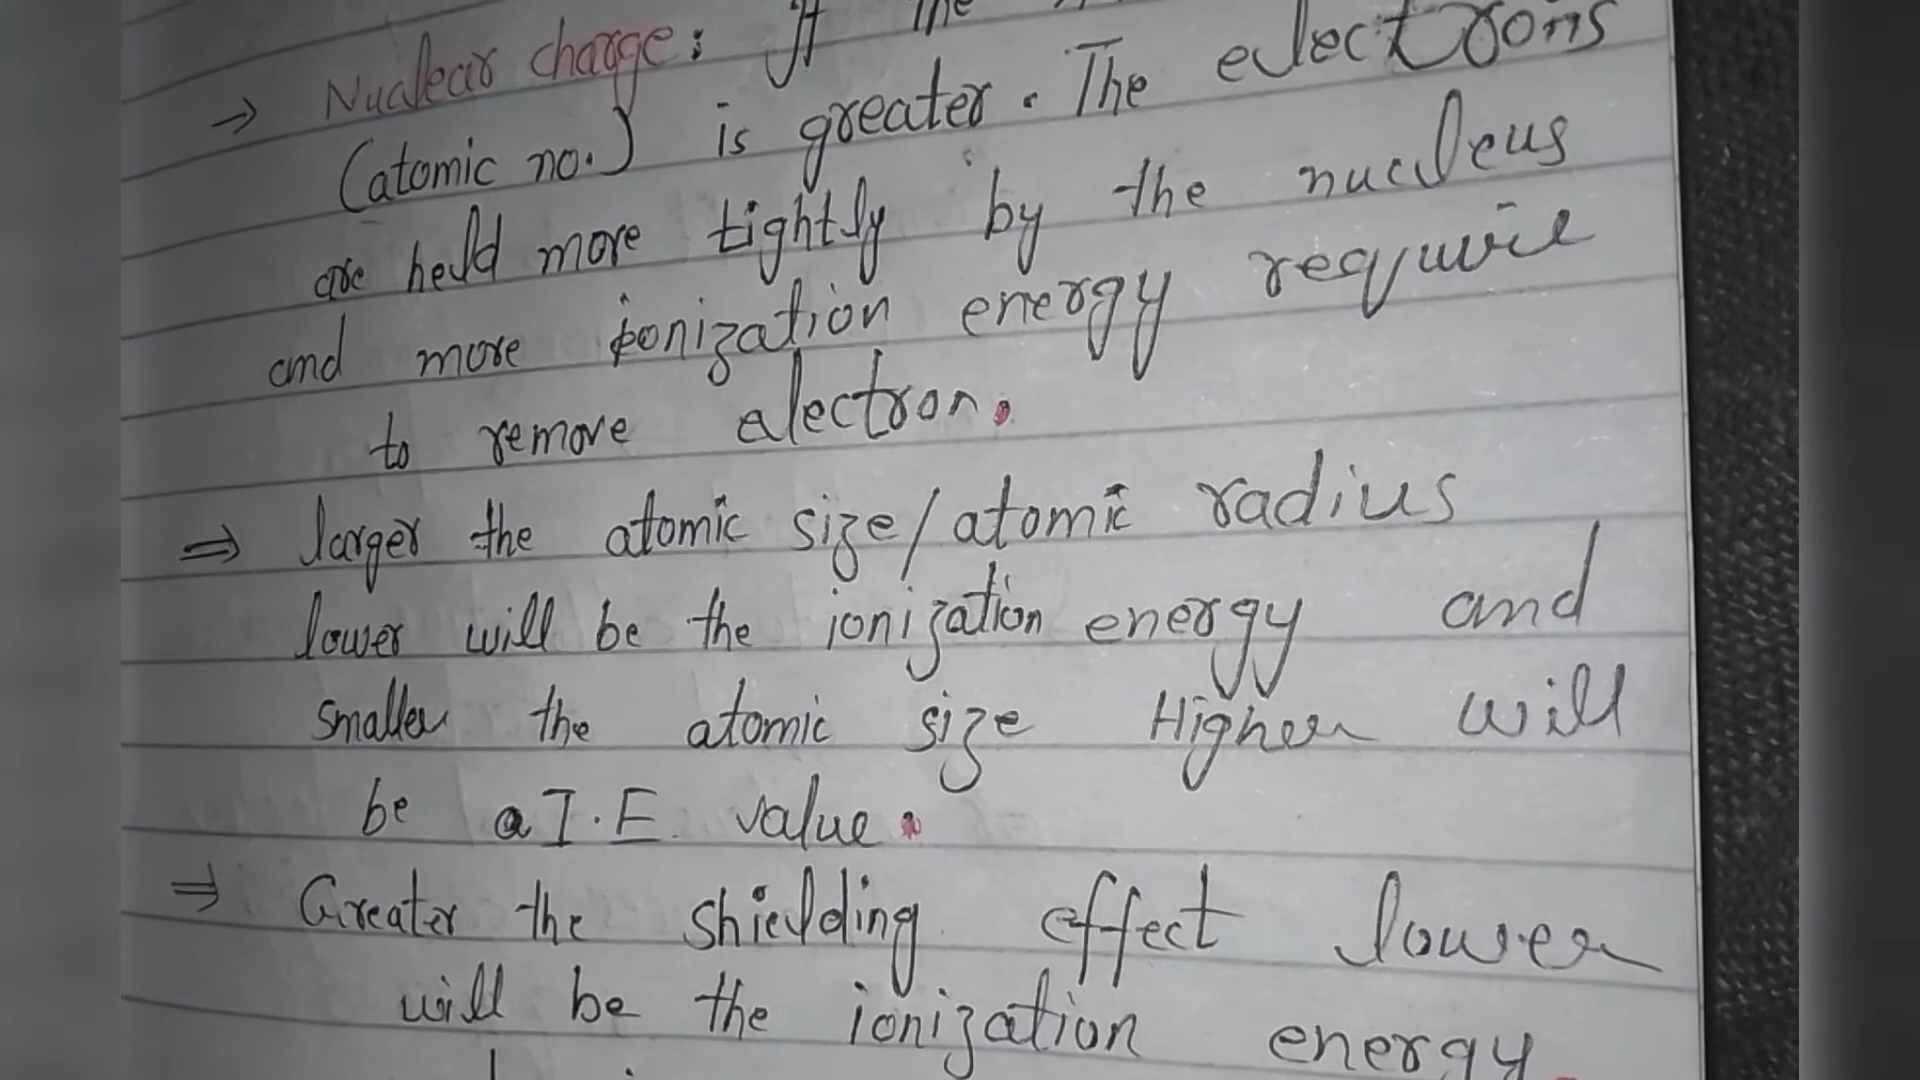 → Nuclear charge: If the
(atomic no.) is greater. The electrons
are held more tightly by the nucleus
and more ionization energy require
to remove electron.
⇒ larger the atomic size/atomic radius
lower will be the ionization energy and
smaller the atomic size Higher will
be a I.E. value.
⇒ Greater the shielding effect lower
will be the ionization energy.